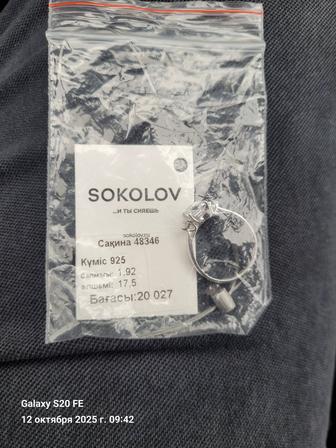 SOKOLOV
...И ТЫ СИЯЕШЬ
sokolov.ru
Сақина 48346
Күміс 925
салмағы: 1.92
өлшемі: 17,5
Бағасы:20 027
Galaxy S20 FE
12 октября 2025 г. 09:42